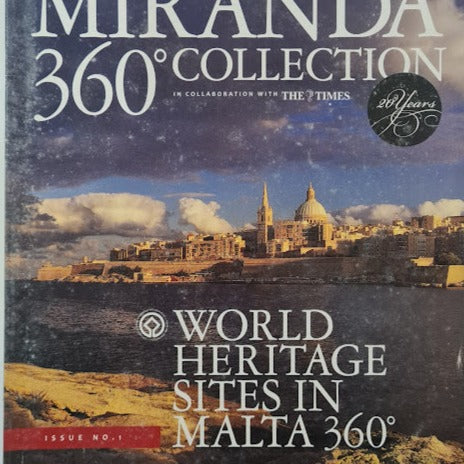 MIRANDA
360° COLLECTION
IN COLLABORATION WITH THE TIMES
20 Years
WORLD
HERITAGE
SITES IN
MALTA 360°
ISSUE NO.1